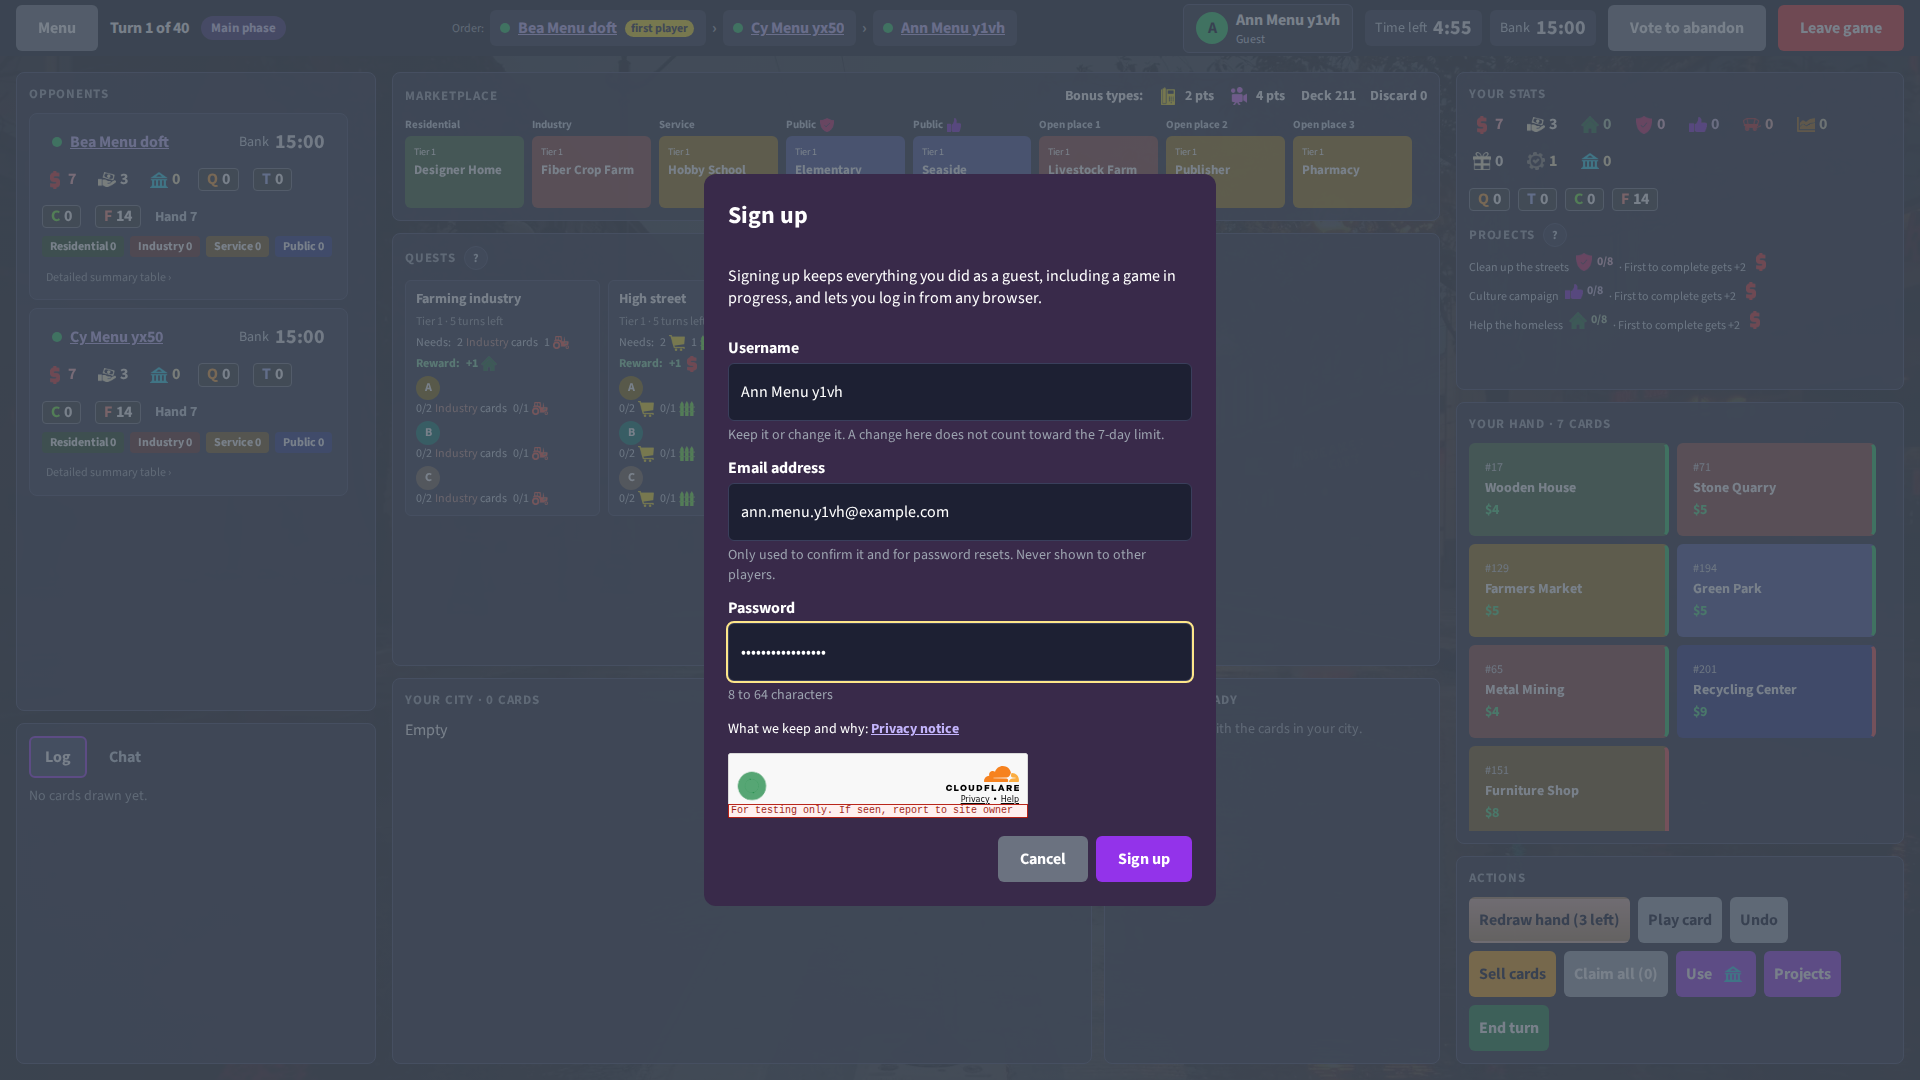 Menu
Turn 1 of 40
Main phase
Order:
Bea Menu doft
first player
›
Cy Menu yx50
›
Ann Menu y1vh
A
Ann Menu y1vh
Guest
Time left 4:55
Bank 15:00
Vote to abandon
Leave game
OPPONENTS
Bea Menu doft
Bank 15:00
7
3
0
Q 0
T 0
C 0
F 14
Hand 7
Residential 0
Industry 0
Service 0
Public 0
Detailed summary table ›
Cy Menu yx50
Bank 15:00
7
3
0
Q 0
T 0
C 0
F 14
Hand 7
Residential 0
Industry 0
Service 0
Public 0
Detailed summary table ›
Log
Chat
No cards drawn yet.
MARKETPLACE
Bonus types:
2 pts
4 pts
Deck 211
Discard 0
Residential
Tier 1
Designer Home
Industry
Tier 1
Fiber Crop Farm
Service
Tier 1
Hobby School
Public
Tier 1
Elementary
Public
Tier 1
Seaside
Open place 1
Tier 1
Livestock Farm
Open place 2
Tier 1
Publisher
Open place 3
Tier 1
Pharmacy
QUESTS
?
Farming industry
Tier 1 · 5 turns left
Needs: 2 Industry cards 1
Reward: +1
A
0/2 Industry cards 0/1
B
0/2 Industry cards 0/1
C
0/2 Industry cards 0/1
High street
Tier 1 · 5 turns left
Needs: 2 1
Reward: +1
A
0/2 0/1
B
0/2 0/1
C
0/2 0/1
YOUR CITY · 0 CARDS
Empty
ith the cards in your city.
Sign up
Signing up keeps everything you did as a guest, including a game in
progress, and lets you log in from any browser.
Username
Ann Menu y1vh
Keep it or change it. A change here does not count toward the 7-day limit.
Email address
ann.menu.y1vh@example.com
Only used to confirm it and for password resets. Never shown to other
players.
Password
•••••••••••••••••
8 to 64 characters
What we keep and why: Privacy notice
CLOUDFLARE
Privacy • Help
For testing only. If seen, report to site owner
Cancel
Sign up
YOUR STATS
$ 7
3
0
0
0
0
0
0
1
0
Q 0
T 0
C 0
F 14
PROJECTS
?
Clean up the streets 0/8 · First to complete gets +2
Culture campaign 0/8 · First to complete gets +2
Help the homeless 0/8 · First to complete gets +2
YOUR HAND · 7 CARDS
#17
Wooden House
$4
#71
Stone Quarry
$5
#129
Farmers Market
$5
#194
Green Park
$5
#65
Metal Mining
$4
#201
Recycling Center
$9
#151
Furniture Shop
$8
ACTIONS
Redraw hand (3 left)
Play card
Undo
Sell cards
Claim all (0)
Use
Projects
End turn